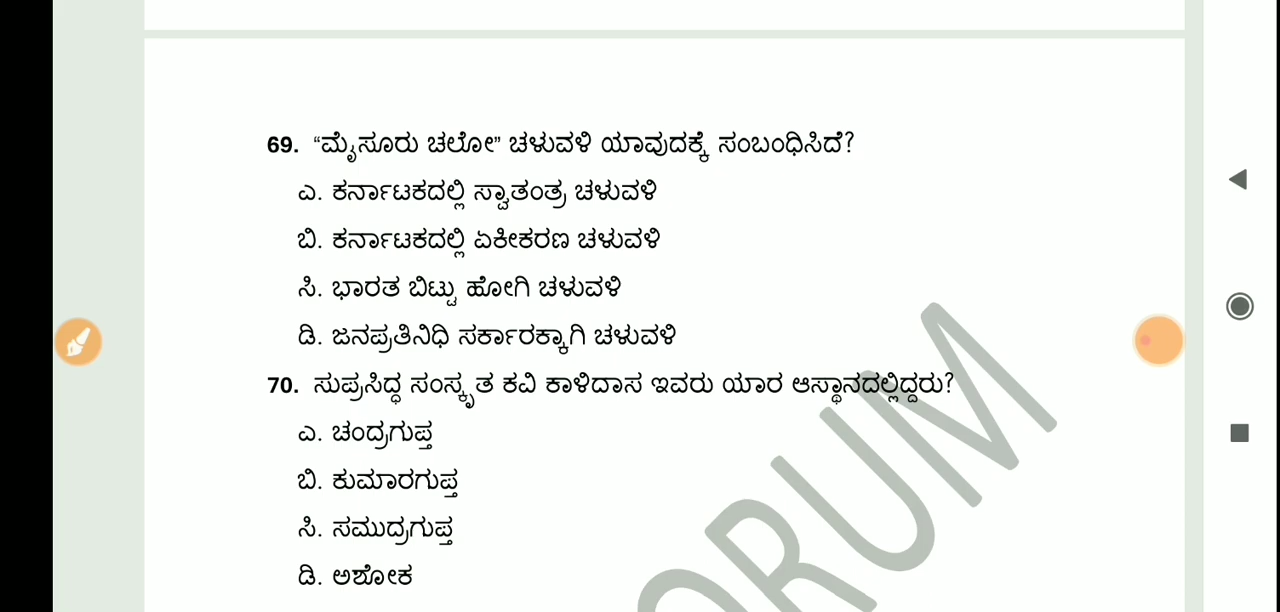 69. “ಮೈಸೂರು ಚಲೋ” ಚಳುವಳಿ ಯಾವುದಕ್ಕೆ ಸಂಬಂಧಿಸಿದೆ?
ಎ. ಕರ್ನಾಟಕದಲ್ಲಿ ಸ್ವಾತಂತ್ರ ಚಳುವಳಿ
ಬಿ. ಕರ್ನಾಟಕದಲ್ಲಿ ಏಕೀಕರಣ ಚಳುವಳಿ
ಸಿ. ಭಾರತ ಬಿಟ್ಟು ಹೋಗಿ ಚಳುವಳಿ
ಡಿ. ಜನಪ್ರತಿನಿಧಿ ಸರ್ಕಾರಕ್ಕಾಗಿ ಚಳುವಳಿ
70. ಸುಪ್ರಸಿದ್ಧ ಸಂಸ್ಕೃತ ಕವಿ ಕಾಳಿದಾಸ ಇವರು ಯಾರ ಆಸ್ಥಾನದಲ್ಲಿದ್ದರು?
ಎ. ಚಂದ್ರಗುಪ್ತ
ಬಿ. ಕುಮಾರಗುಪ್ತ
ಸಿ. ಸಮುದ್ರಗುಪ್ತ
ಡಿ. ಅಶೋಕ
ORUM